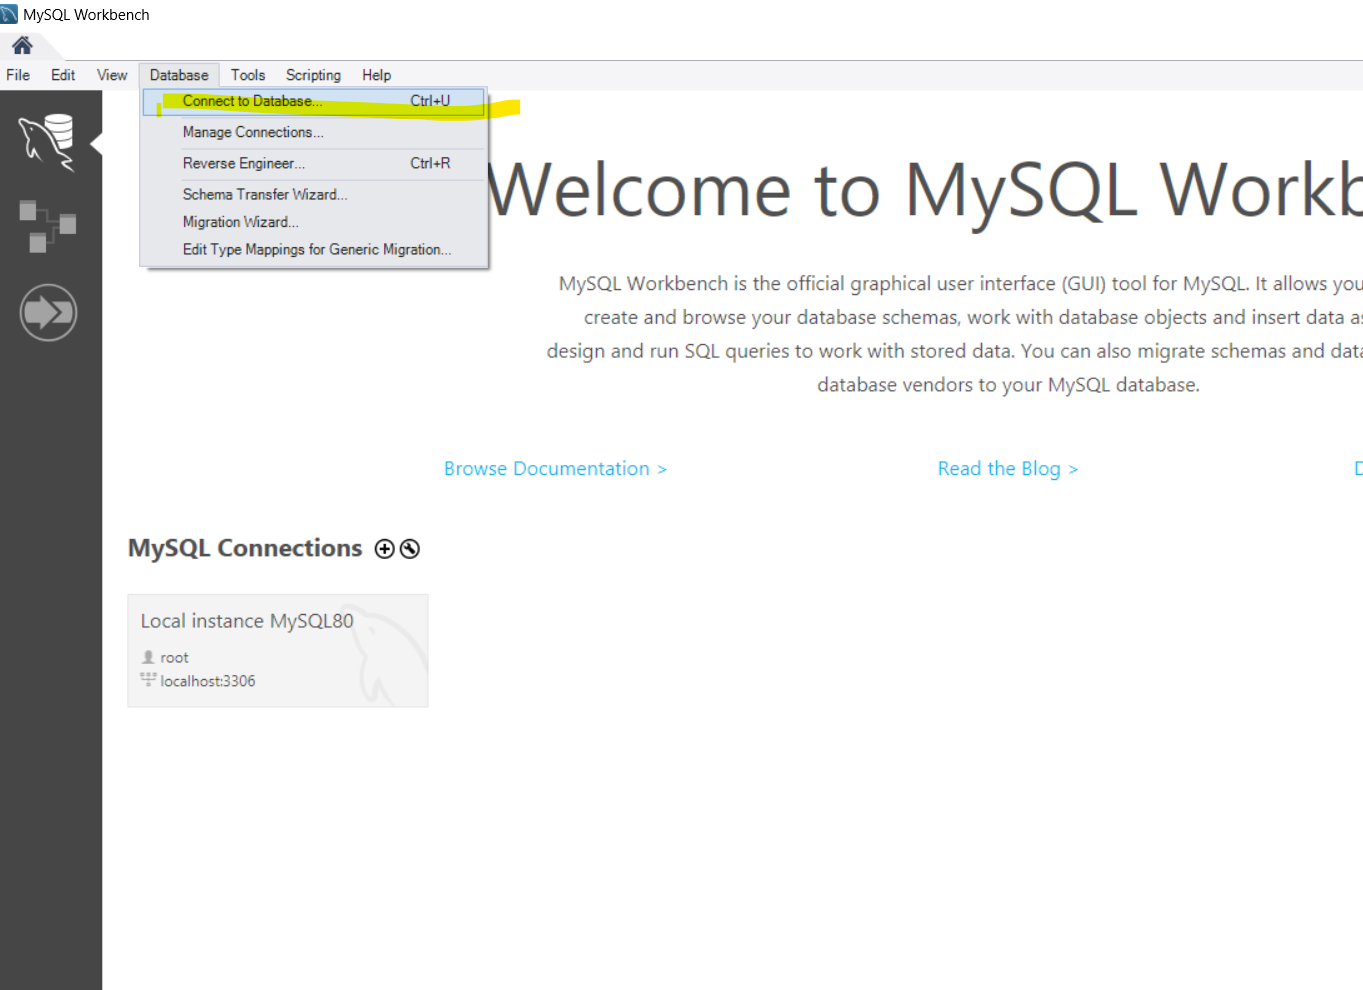 MySQL Workbench
File Edit View Database Tools Scripting Help
Connect to Database... Ctrl+U
Manage Connections...
Reverse Engineer... Ctrl+R
Schema Transfer Wizard...
Migration Wizard...
Edit Type Mappings for Generic Migration...
Welcome to MySQL Workb
MySQL Workbench is the official graphical user interface (GUI) tool for MySQL. It allows you
create and browse your database schemas, work with database objects and insert data as
design and run SQL queries to work with stored data. You can also migrate schemas and data
database vendors to your MySQL database.
Browse Documentation > Read the Blog > D
MySQL Connections
Local instance MySQL80
root
localhost:3306